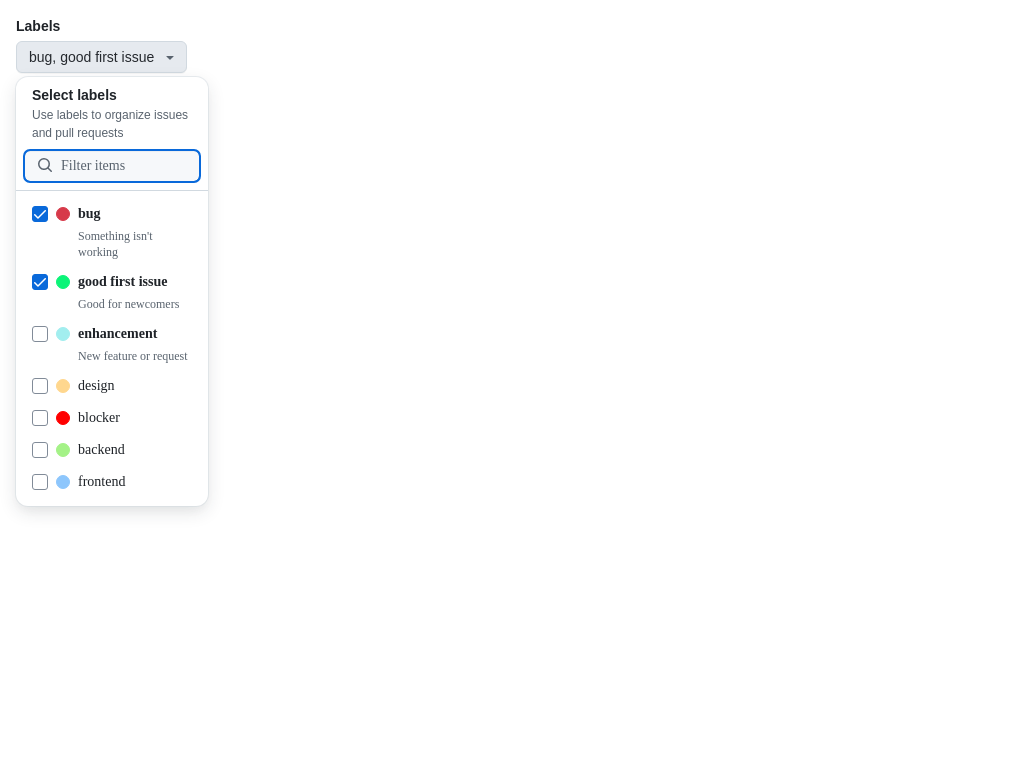 Labels
bug, good first issue
Select labels
Use labels to organize issues
and pull requests
Filter items
bug
Something isn't
working
good first issue
Good for newcomers
enhancement
New feature or request
design
blocker
backend
frontend